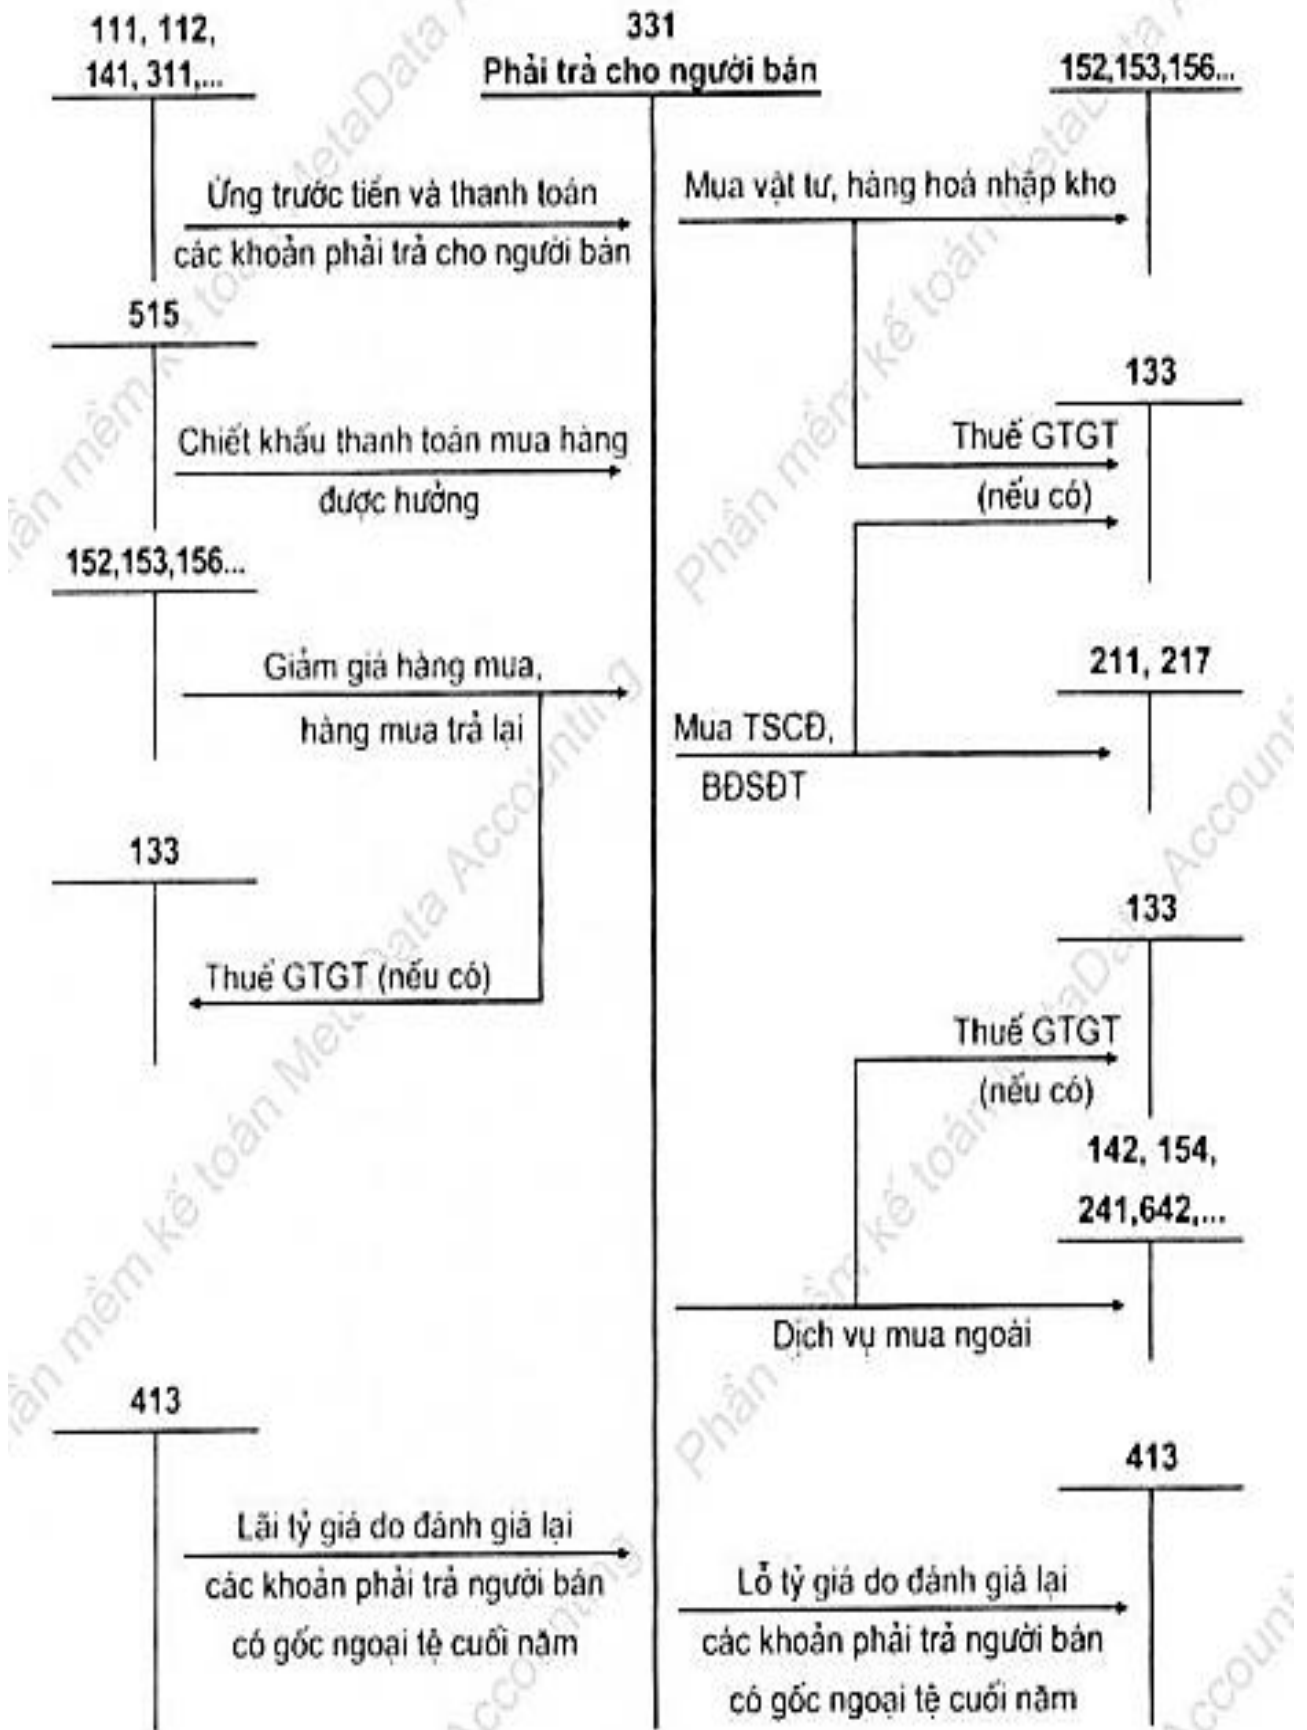 111, 112,
141, 311,...
331
Phải trả cho người bán
152,153,156...
Ứng trước tiền và thanh toán
các khoản phải trả cho người bán
Mua vật tư, hàng hoá nhập kho
515
133
Chiết khấu thanh toán mua hàng
được hưởng
Thuế GTGT
(nếu có)
152,153,156...
Giảm giá hàng mua,
hàng mua trả lại
211, 217
Mua TSCĐ,
BĐSĐT
133
Thuế GTGT (nếu có)
133
Thuế GTGT
(nếu có)
142, 154,
241,642,...
Dịch vụ mua ngoài
413
Lãi tỷ giá do đánh giá lại
các khoản phải trả người bán
có gốc ngoại tệ cuối năm
413
Lỗ tỷ giá do đánh giá lại
các khoản phải trả người bán
có gốc ngoại tệ cuối năm
Phần mềm kế toán MetaData Accounting